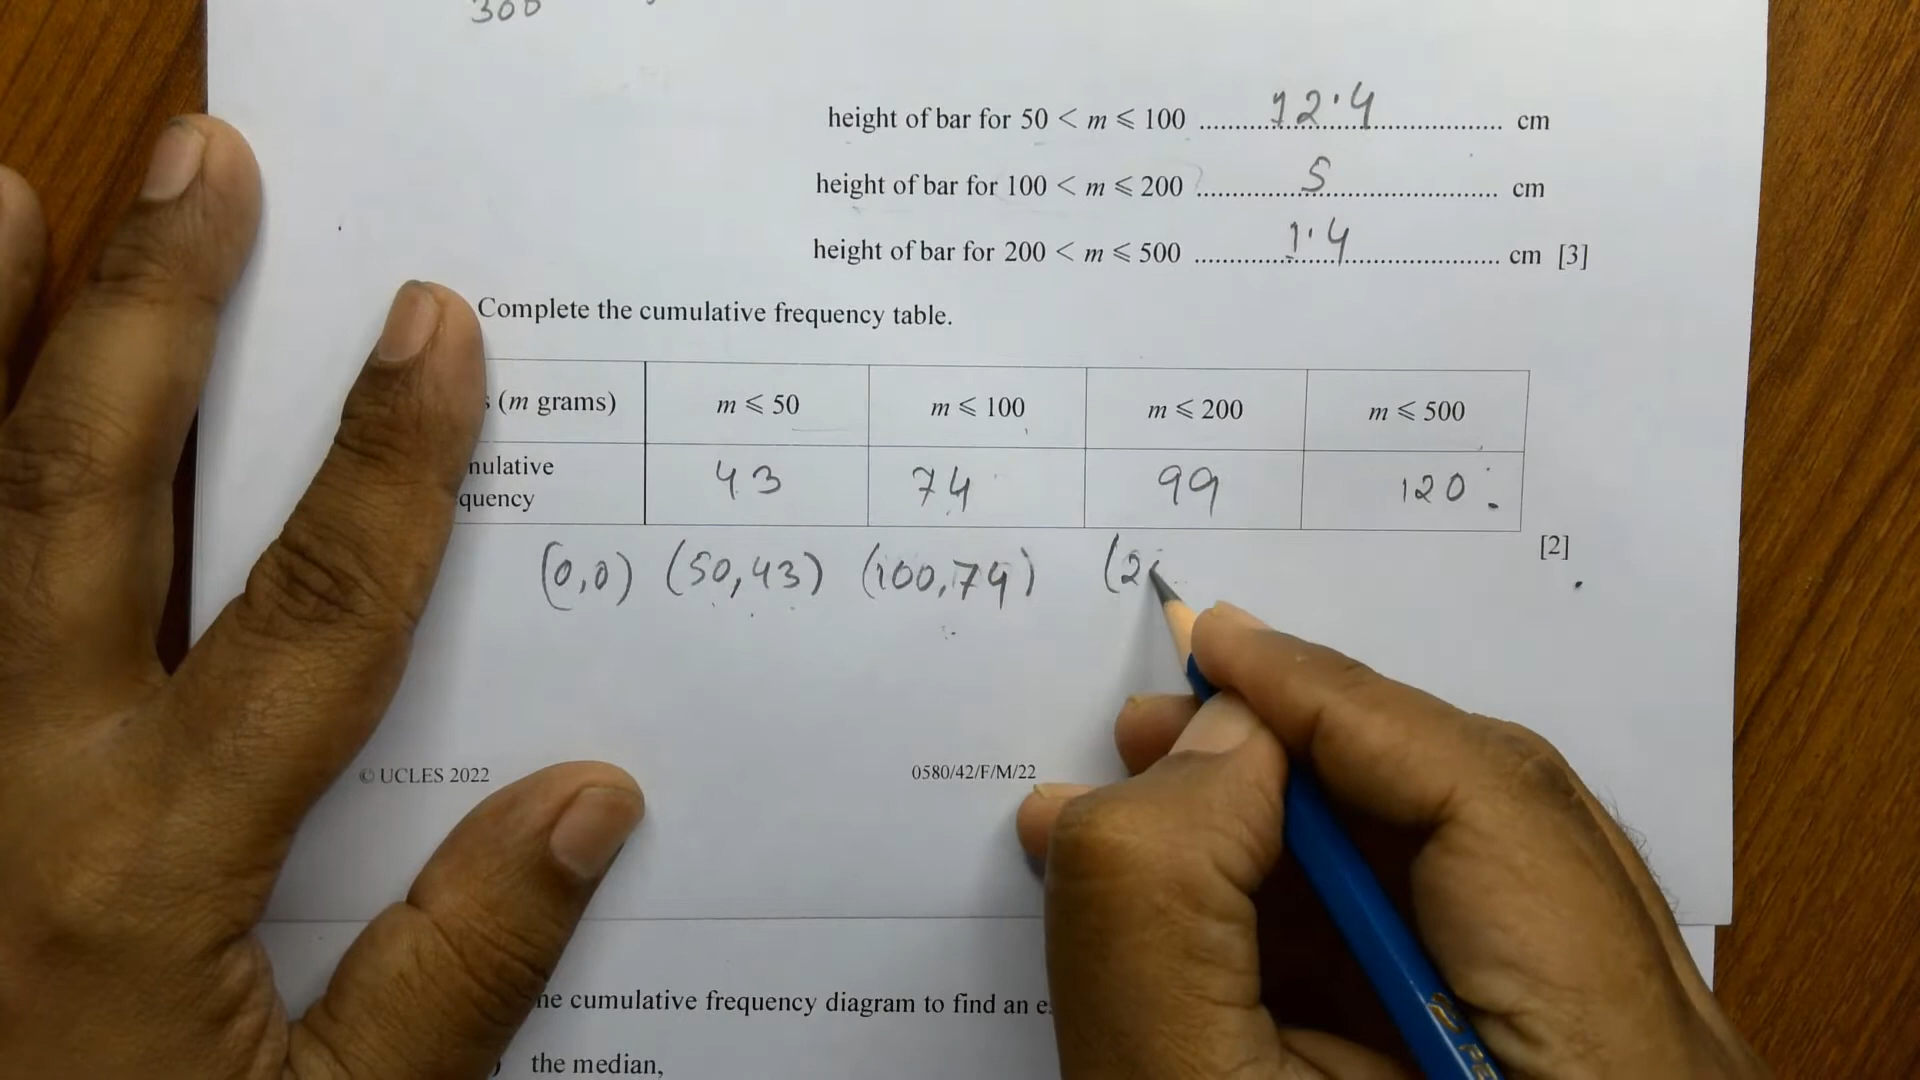 300
height of bar for 50 < m ⩽ 100 ........ 12.4 ........ cm
height of bar for 100 < m ⩽ 200 ........ 5 ........ cm
height of bar for 200 < m ⩽ 500 ........ 1.4 ........ cm [3]
Complete the cumulative frequency table.
(m grams) m ⩽ 50 m ⩽ 100 m ⩽ 200 m ⩽ 500
nulative
quency 43 74 99 120
[2]
(0,0) (50,43) (100,74) (2
© UCLES 2022 0580/42/F/M/22
he cumulative frequency diagram to find an e
the median,